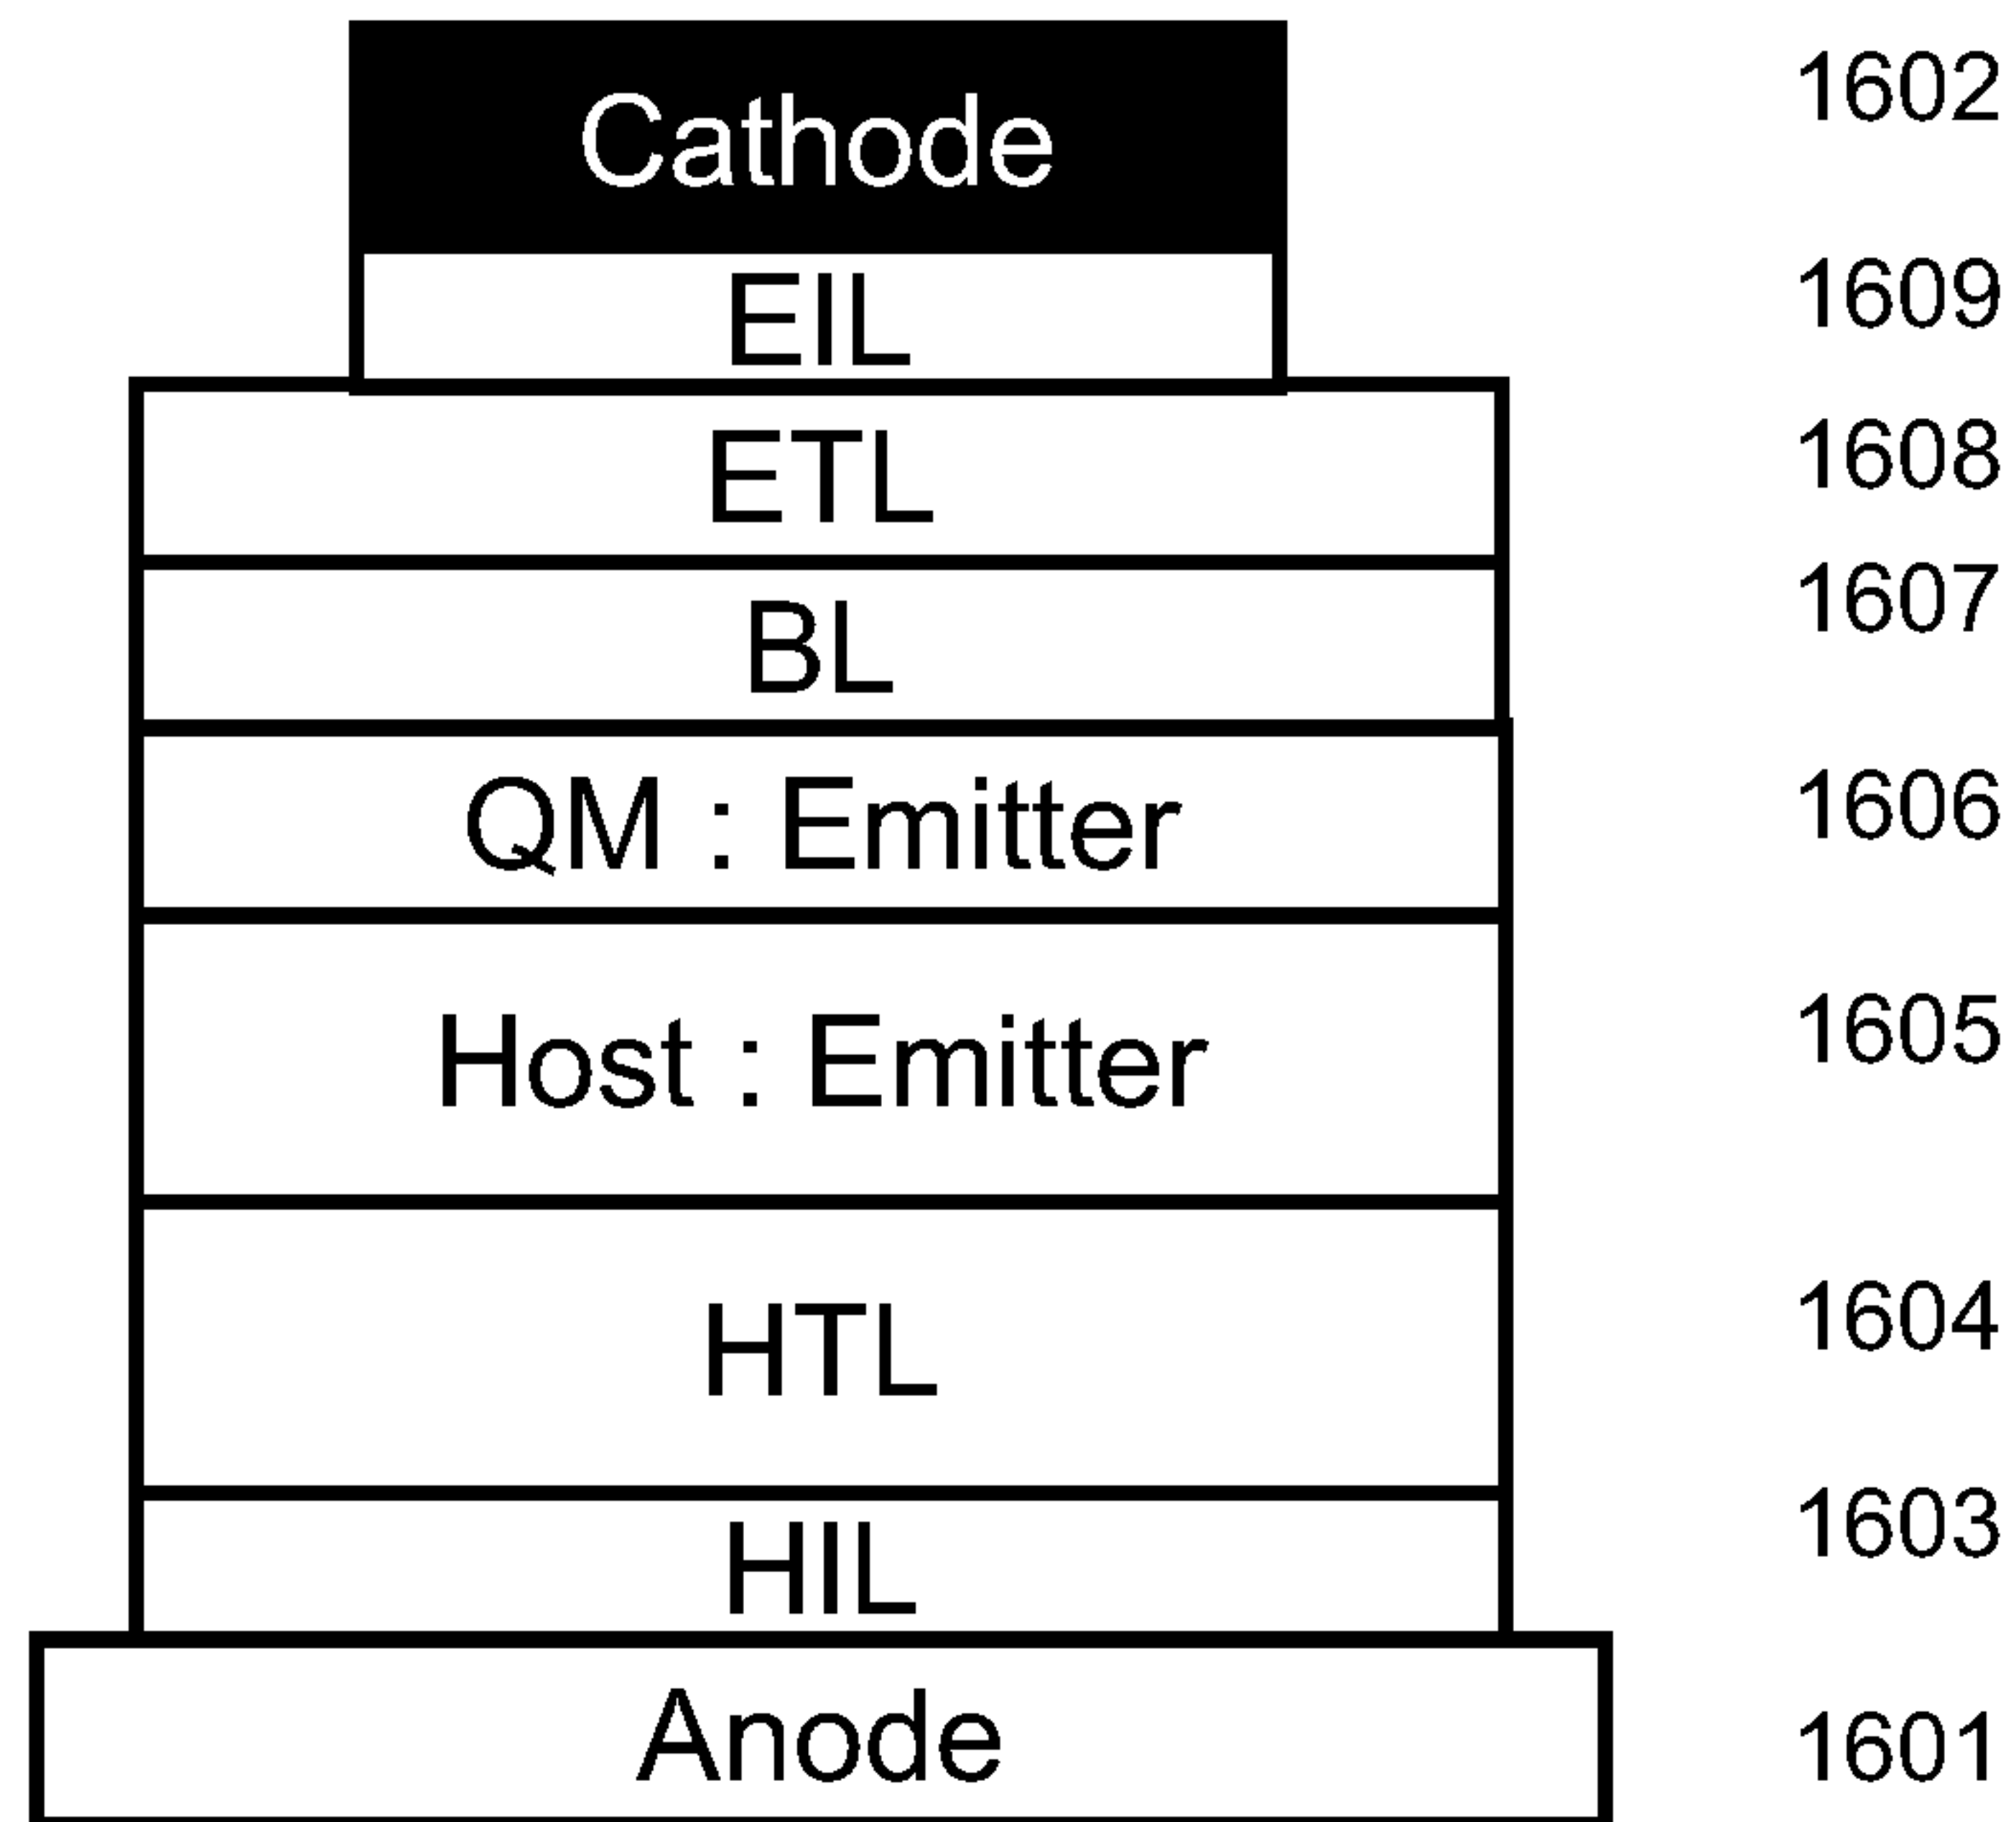 Cathode 1602
EIL 1609
ETL 1608
BL 1607
QM : Emitter 1606
Host : Emitter 1605
HTL 1604
HIL 1603
Anode 1601